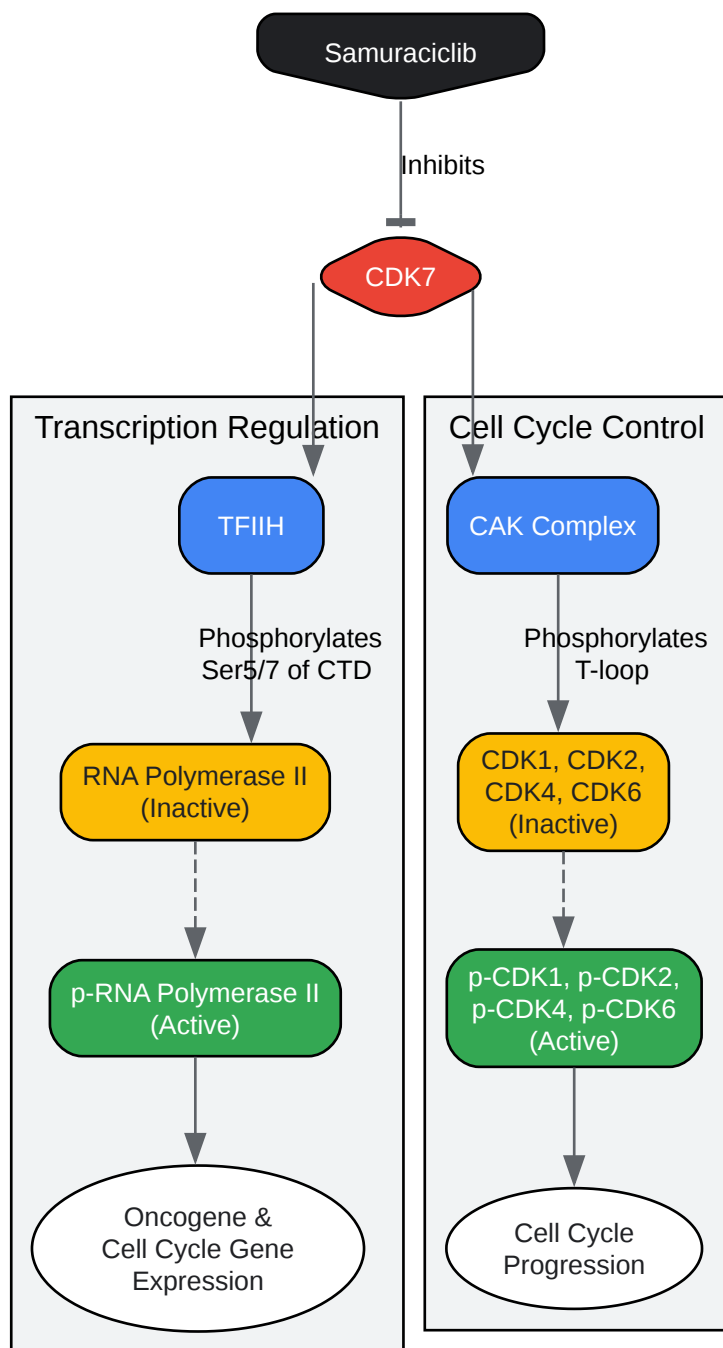 Samuraciclib
Inhibits
CDK7
Transcription Regulation
TFIIH
Phosphorylates
Ser5/7 of CTD
RNA Polymerase II
(Inactive)
p-RNA Polymerase II
(Active)
Oncogene &
Cell Cycle Gene
Expression
Cell Cycle Control
CAK Complex
Phosphorylates
T-loop
CDK1, CDK2,
CDK4, CDK6
(Inactive)
p-CDK1, p-CDK2,
p-CDK4, p-CDK6
(Active)
Cell Cycle
Progression